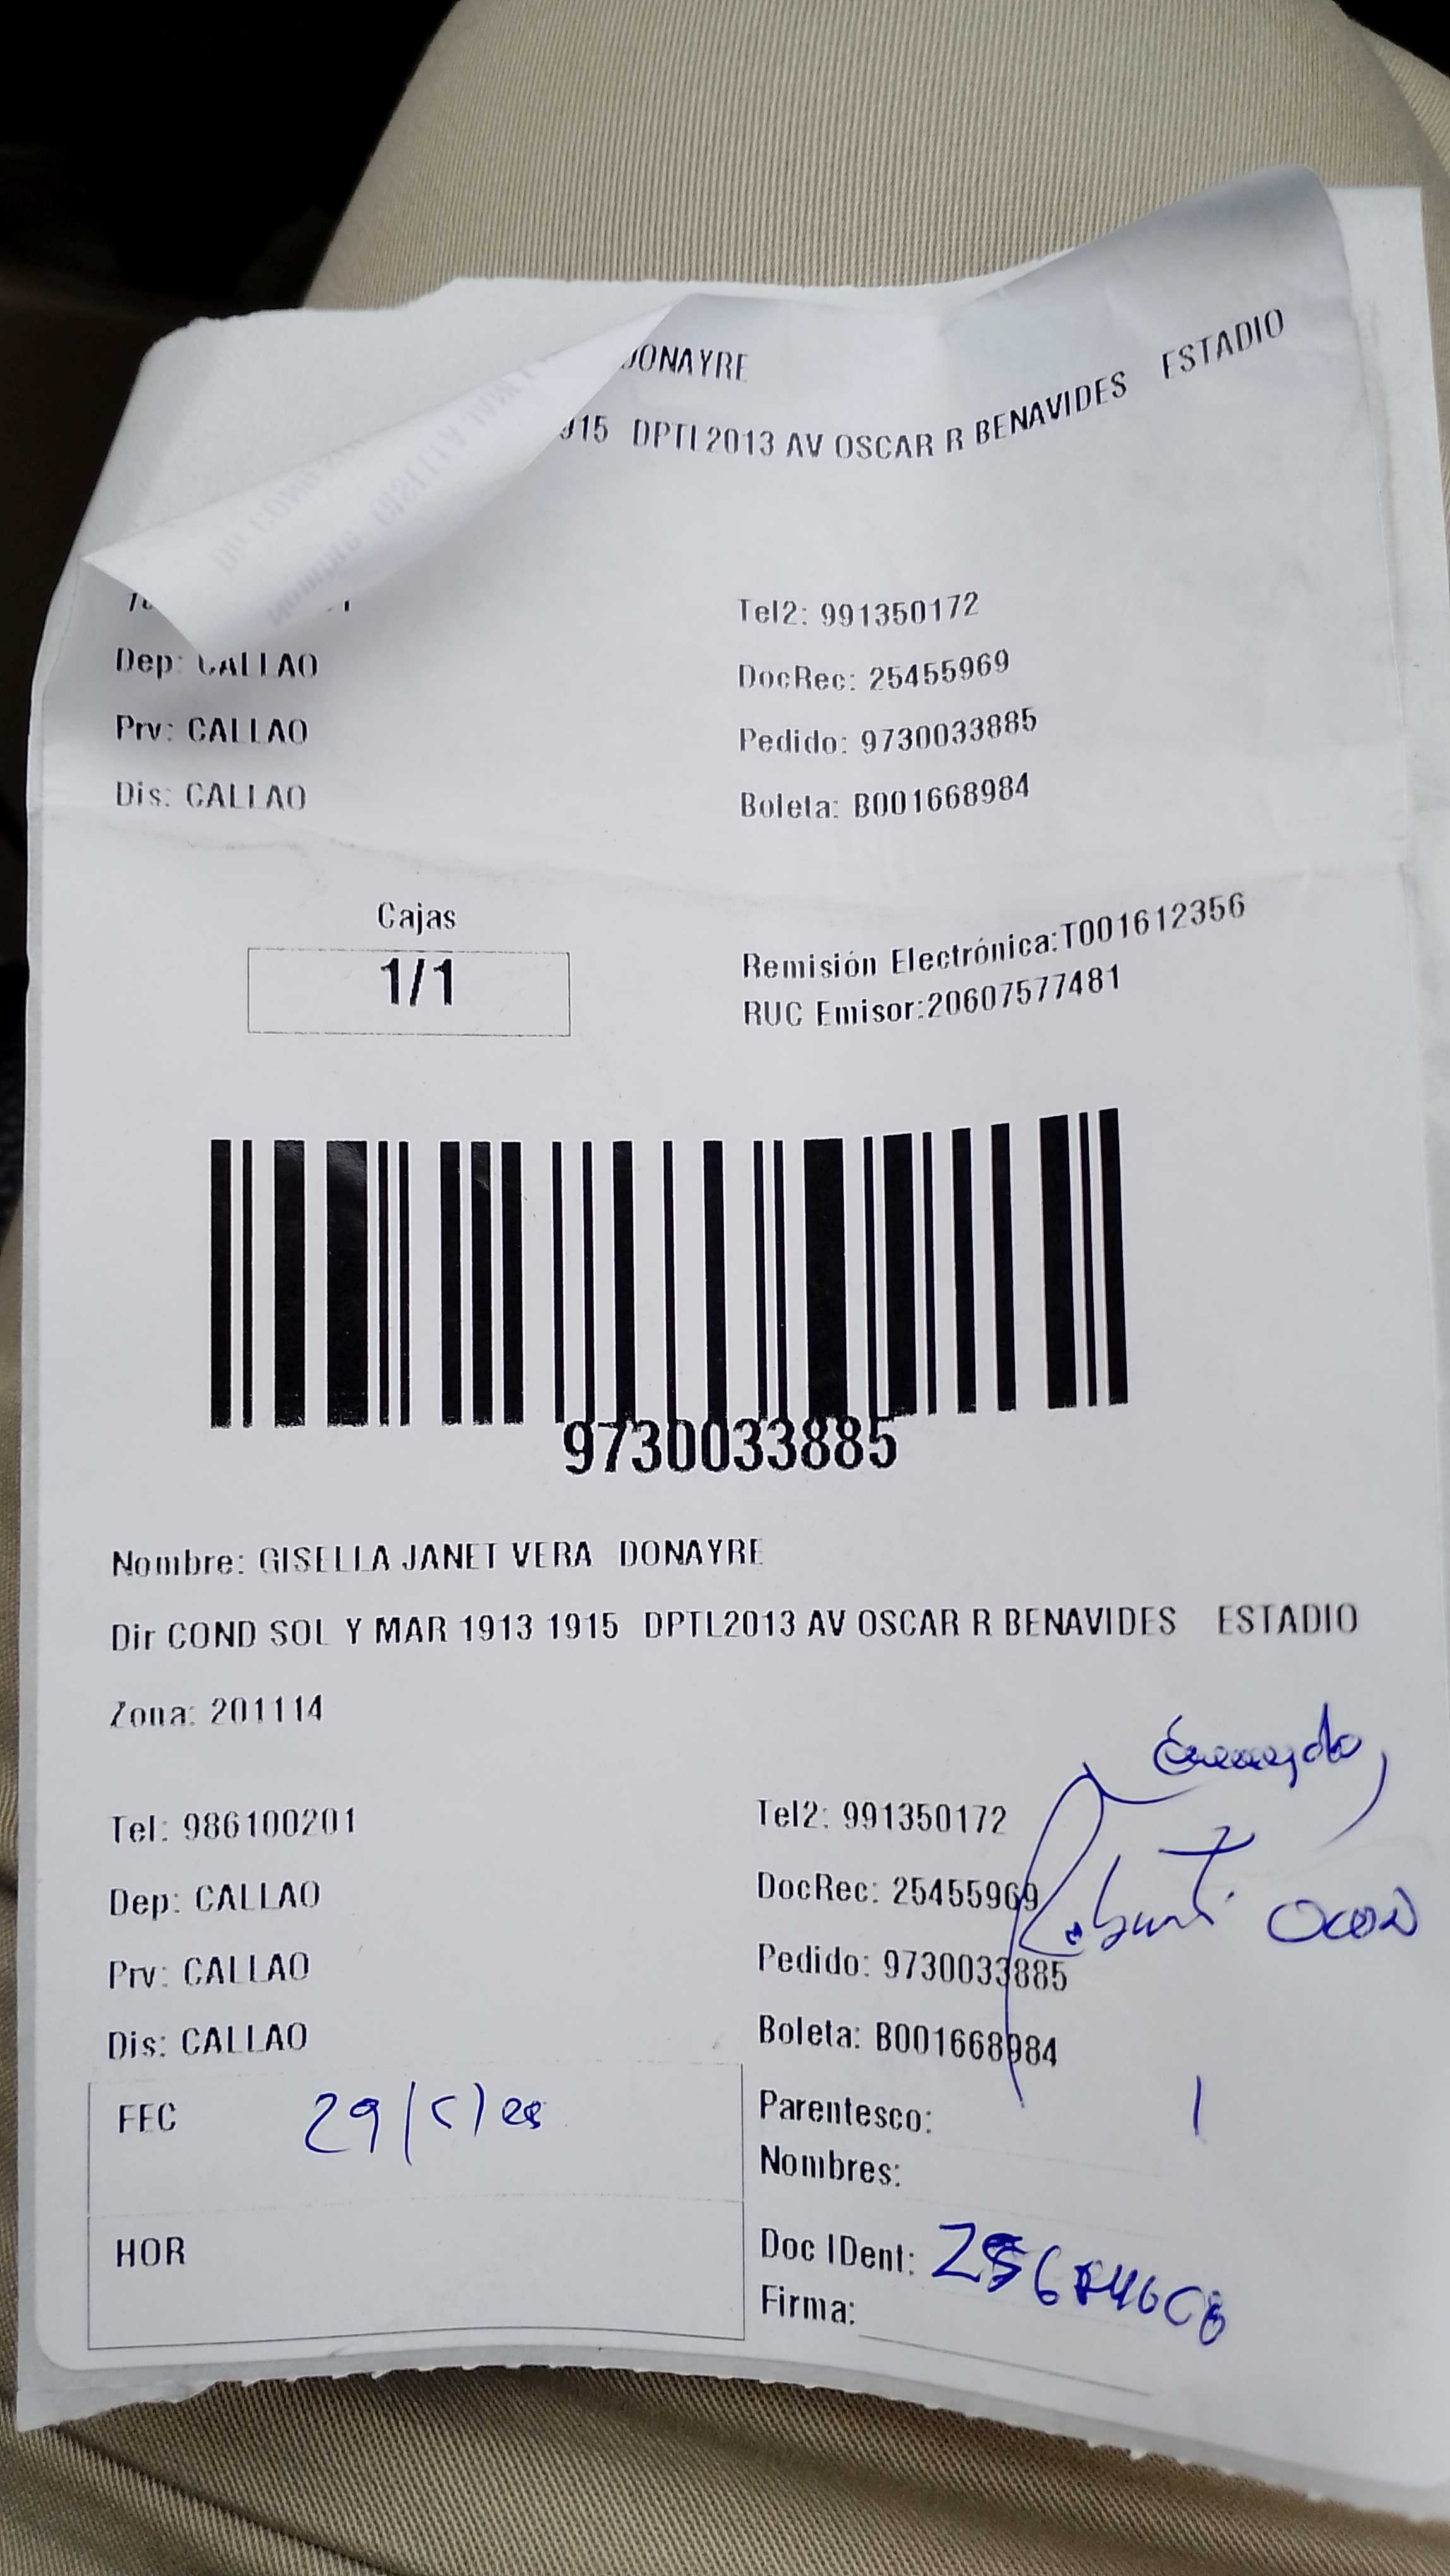 DONAYRE
915 DPTL2013 AV OSCAR R BENAVIDES ESTADIO
Tel2: 991350172
Dep: CALLAO
DocRec: 25455969
Prv: CALLAO
Pedido: 9730033885
Dis: CALLAO
Boleta: B001668984
Cajas
1/1
Remisión Electrónica:T001612356
RUC Emisor:20607577481
9730033885
Nombre: GISELLA JANET VERA DONAYRE
Dir COND SOL Y MAR 1913 1915 DPTL2013 AV OSCAR R BENAVIDES ESTADIO
Zona: 201114
Tel: 986100201
Tel2: 991350172
Dep: CALLAO
DocRec: 25455969
Prv: CALLAO
Pedido: 9730033885
Dis: CALLAO
Boleta: B001668984
FEC
Parentesco:
Nombres:
HOR
Doc IDent:
Firma: